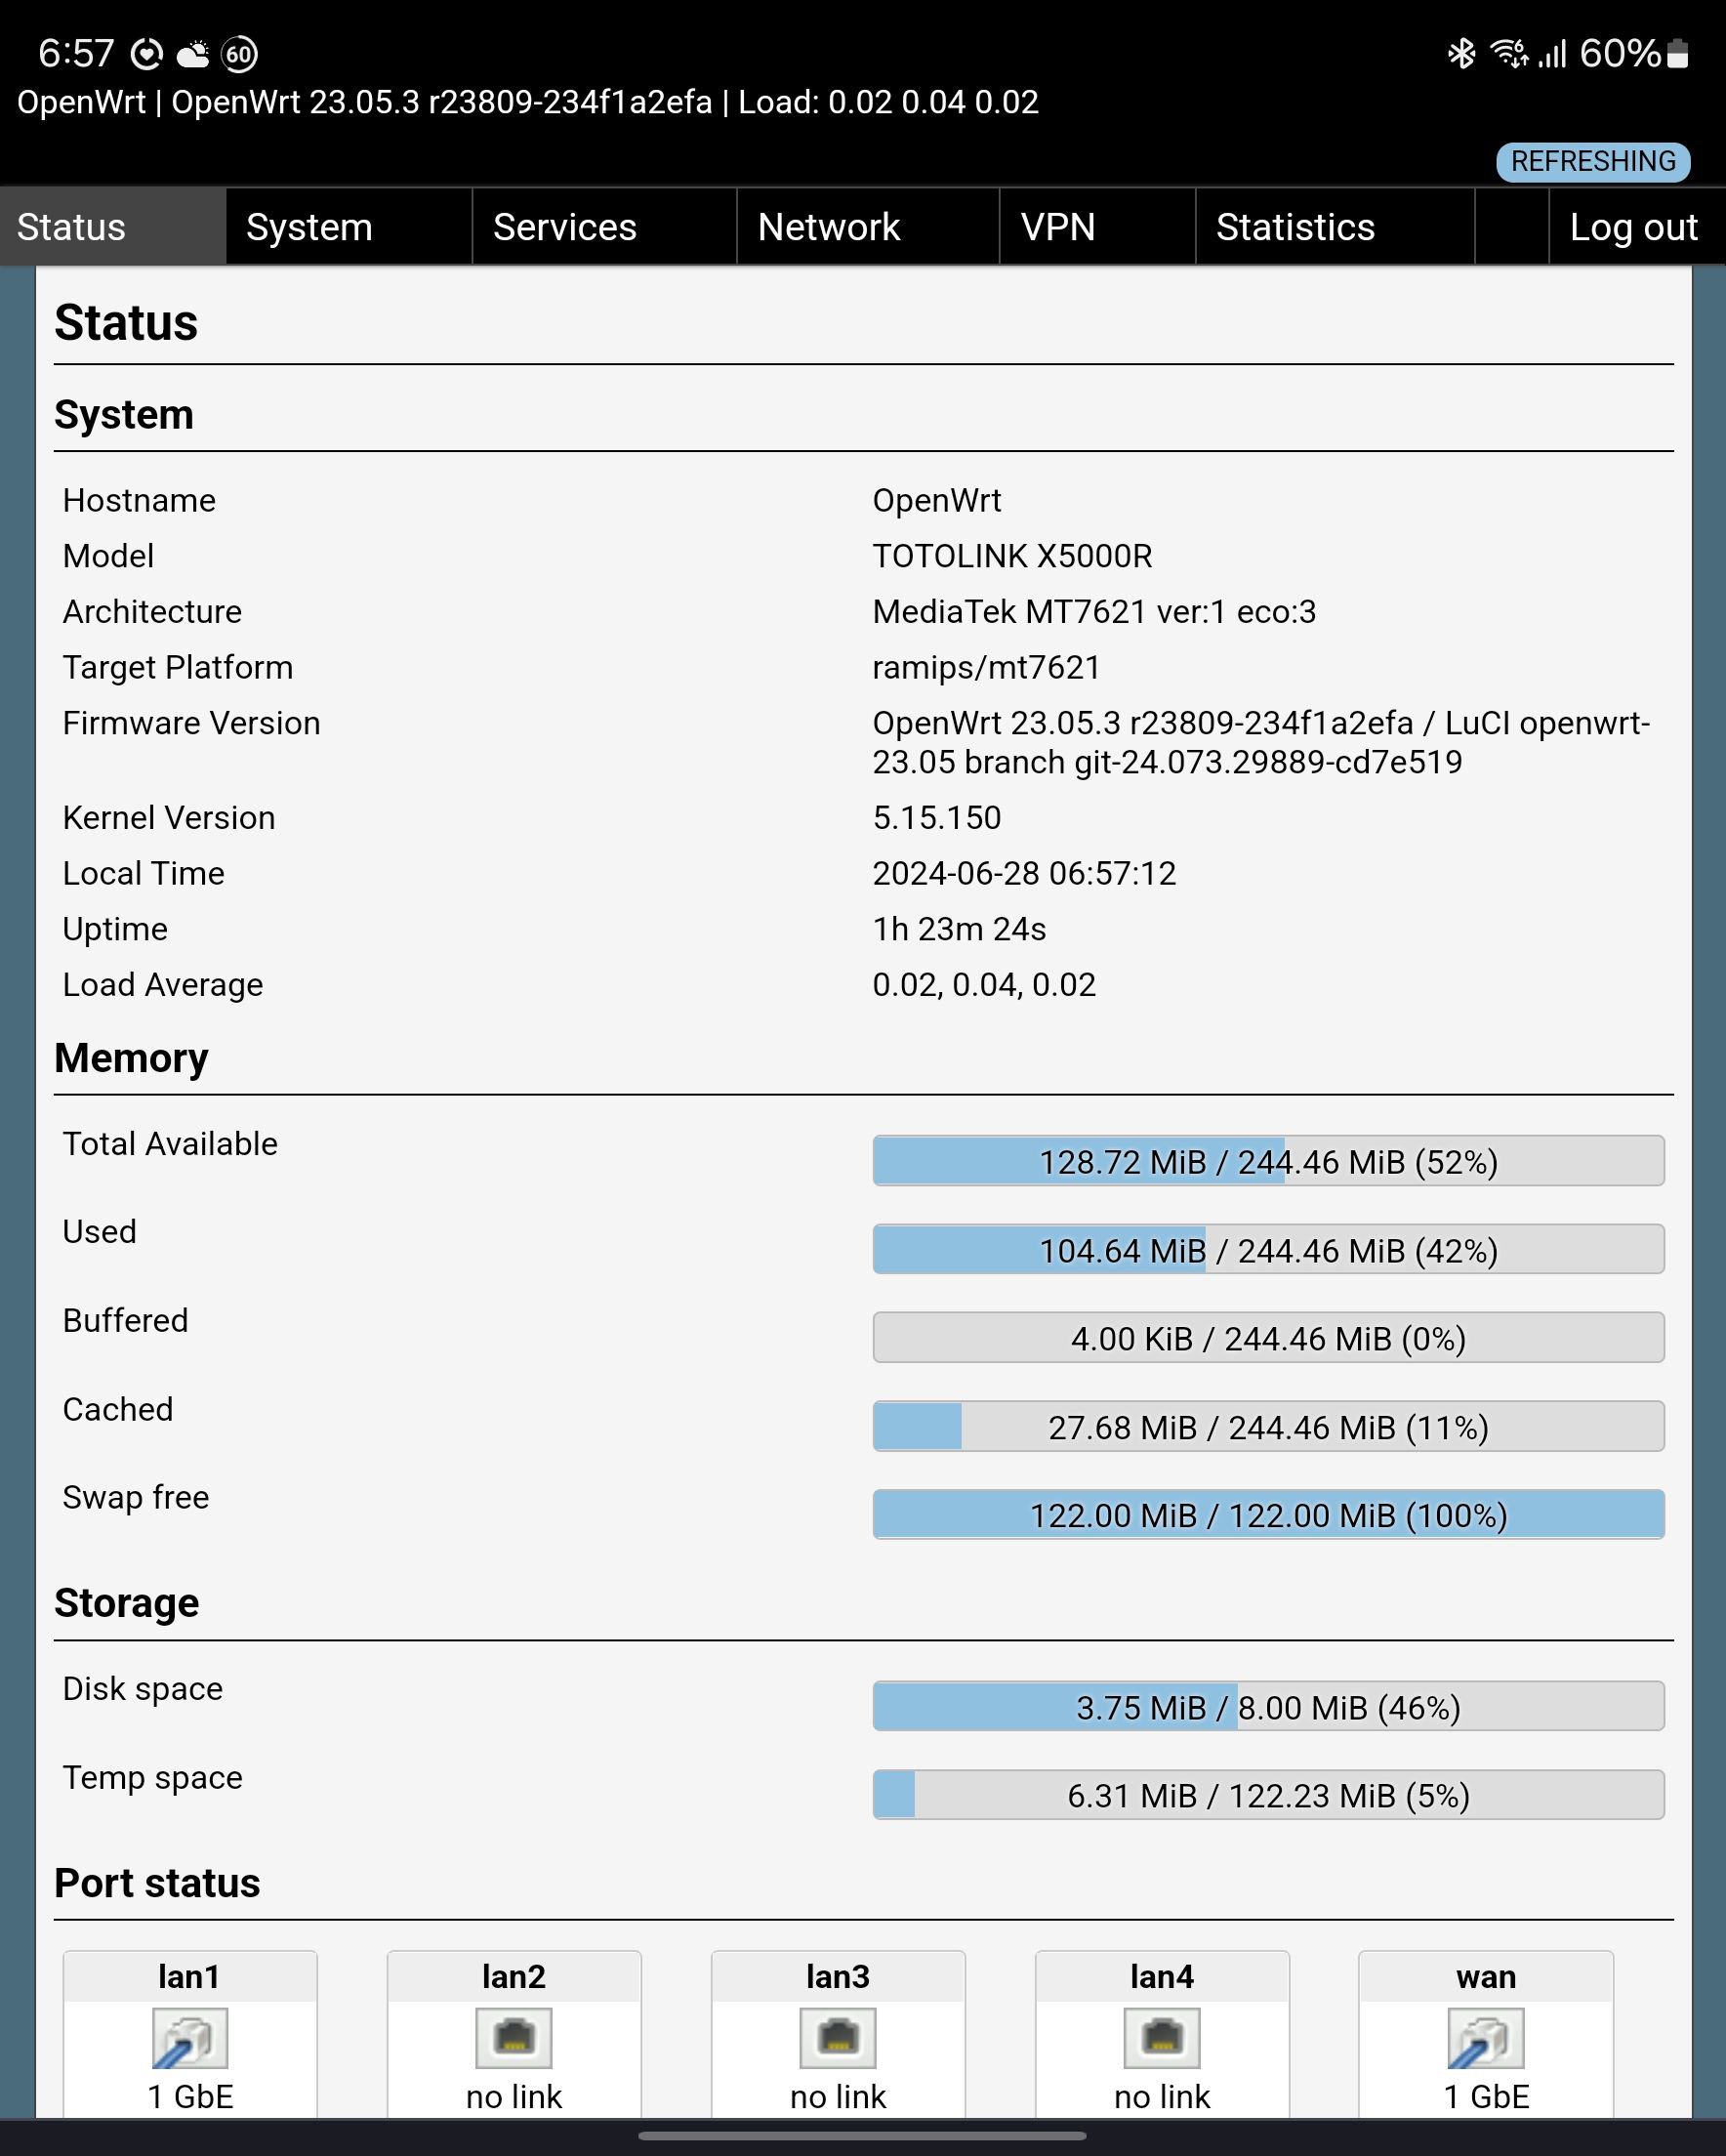 6:57 60 60%
OpenWrt | OpenWrt 23.05.3 r23809-234f1a2efa | Load: 0.02 0.04 0.02
REFRESHING
Status System Services Network VPN Statistics Log out
Status
System
Hostname OpenWrt
Model TOTOLINK X5000R
Architecture MediaTek MT7621 ver:1 eco:3
Target Platform ramips/mt7621
Firmware Version OpenWrt 23.05.3 r23809-234f1a2efa / LuCI openwrt-
23.05 branch git-24.073.29889-cd7e519
Kernel Version 5.15.150
Local Time 2024-06-28 06:57:12
Uptime 1h 23m 24s
Load Average 0.02, 0.04, 0.02
Memory
Total Available 128.72 MiB / 244.46 MiB (52%)
Used 104.64 MiB / 244.46 MiB (42%)
Buffered 4.00 KiB / 244.46 MiB (0%)
Cached 27.68 MiB / 244.46 MiB (11%)
Swap free 122.00 MiB / 122.00 MiB (100%)
Storage
Disk space 3.75 MiB / 8.00 MiB (46%)
Temp space 6.31 MiB / 122.23 MiB (5%)
Port status
lan1 lan2 lan3 lan4 wan
1 GbE no link no link no link 1 GbE